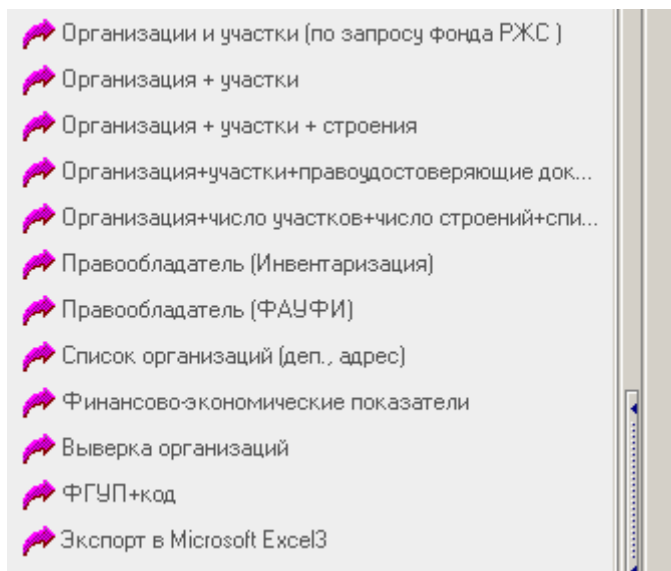 Организации и участки (по запросу фонда РЖС )
Организация + участки
Организация + участки + строения
Организация+участки+правоудостоверяющие док...
Организация+число участков+число строений+спи...
Правообладатель (Инвентаризация)
Правообладатель (ФАУФИ)
Список организаций (деп., адрес)
Финансово-экономические показатели
Выверка организаций
ФГУП+код
Экспорт в Microsoft Excel3